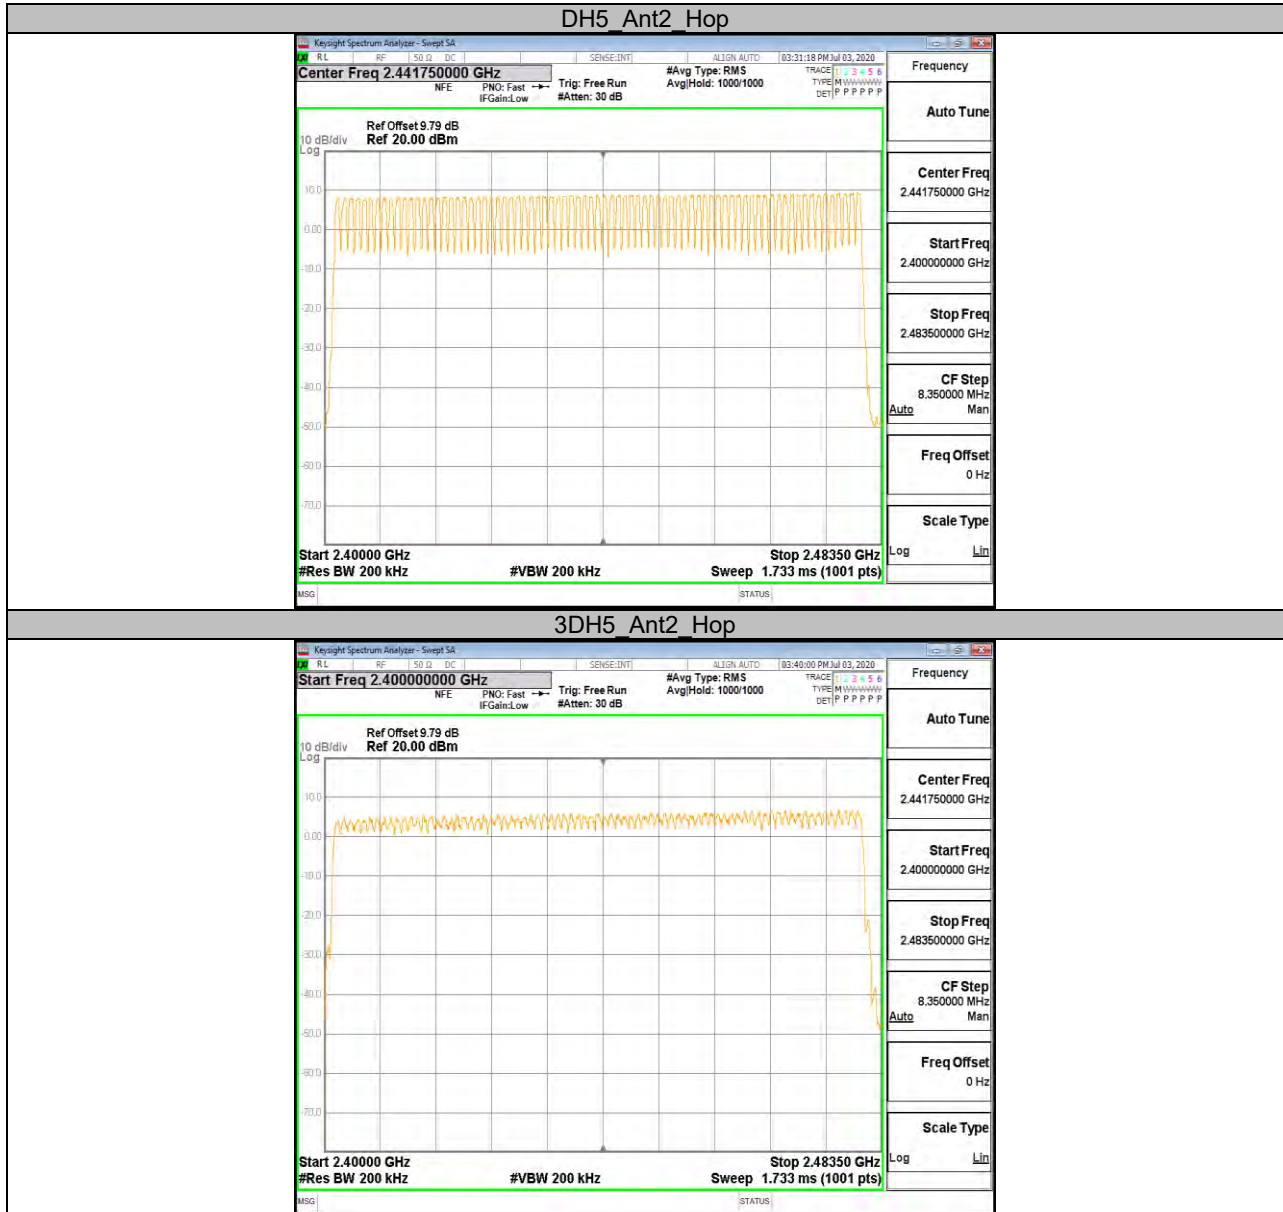 DH5_Ant2_Hop
Keysight Spectrum Analyzer - Swept SA
RL RF 50 Ω DC SENSE:INT ALIGN AUTO 03:31:18 PM Jul 03, 2020
Center Freq 2.441750000 GHz
NFE PNO: Fast Trig: Free Run #Avg Type: RMS TRACE 1 2 3 4 5 6
IFGain:Low #Atten: 30 dB Avg|Hold: 1000/1000 TYPE M WWWWW
DET P P P P P P
Ref Offset 9.79 dB
10 dB/div Ref 20.00 dBm
Log
10.0
0.00
-10.0
-20.0
-30.0
-40.0
-50.0
-60.0
-70.0
Start 2.40000 GHz Stop 2.48350 GHz
#Res BW 200 kHz #VBW 200 kHz Sweep 1.733 ms (1001 pts)
MSG STATUS
Frequency
Auto Tune
Center Freq
2.441750000 GHz
Start Freq
2.400000000 GHz
Stop Freq
2.483500000 GHz
CF Step
8.350000 MHz
Auto Man
Freq Offset
0 Hz
Scale Type
Log Lin
3DH5_Ant2_Hop
Keysight Spectrum Analyzer - Swept SA
RL RF 50 Ω DC SENSE:INT ALIGN AUTO 03:40:00 PM Jul 03, 2020
Start Freq 2.400000000 GHz
NFE PNO: Fast Trig: Free Run #Avg Type: RMS TRACE 1 2 3 4 5 6
IFGain:Low #Atten: 30 dB Avg|Hold: 1000/1000 TYPE M WWWWW
DET P P P P P P
Ref Offset 9.79 dB
10 dB/div Ref 20.00 dBm
Log
10.0
0.00
-10.0
-20.0
-30.0
-40.0
-50.0
-60.0
-70.0
Start 2.40000 GHz Stop 2.48350 GHz
#Res BW 200 kHz #VBW 200 kHz Sweep 1.733 ms (1001 pts)
MSG STATUS
Frequency
Auto Tune
Center Freq
2.441750000 GHz
Start Freq
2.400000000 GHz
Stop Freq
2.483500000 GHz
CF Step
8.350000 MHz
Auto Man
Freq Offset
0 Hz
Scale Type
Log Lin